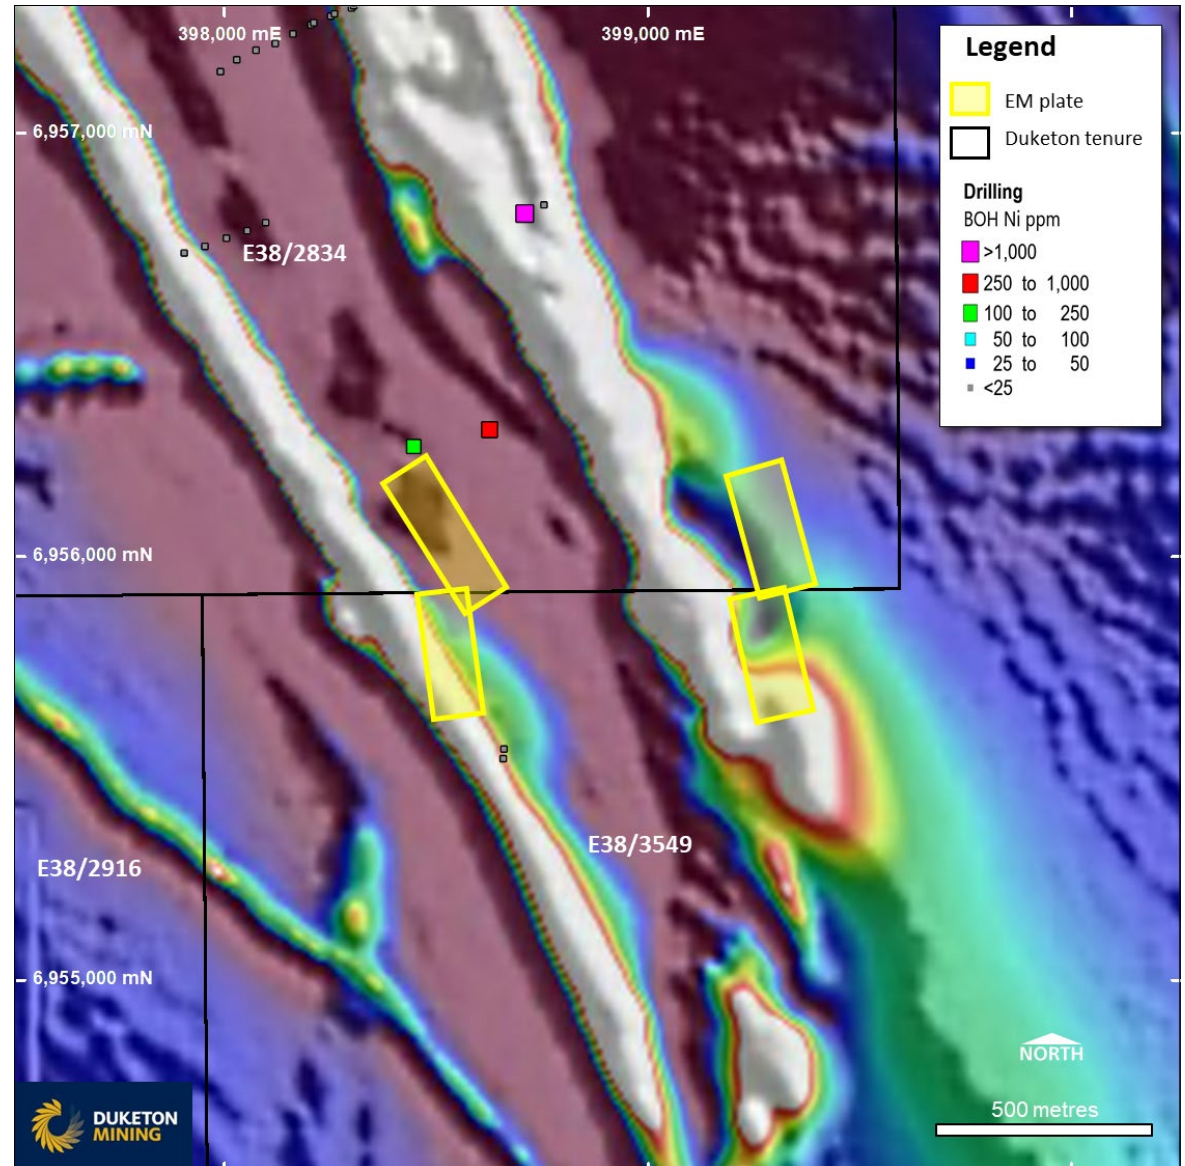 398,000 mE
399,000 mE
Legend
EM plate
Duketon tenure
Drilling
BOH Ni ppm
>1,000
250 to 1,000
100 to 250
50 to 100
25 to 50
<25
6,957,000 mN
E38/2834
6,956,000 mN
E38/3549
E38/2916
6,955,000 mN
NORTH
500 metres
DUKETON
MINING